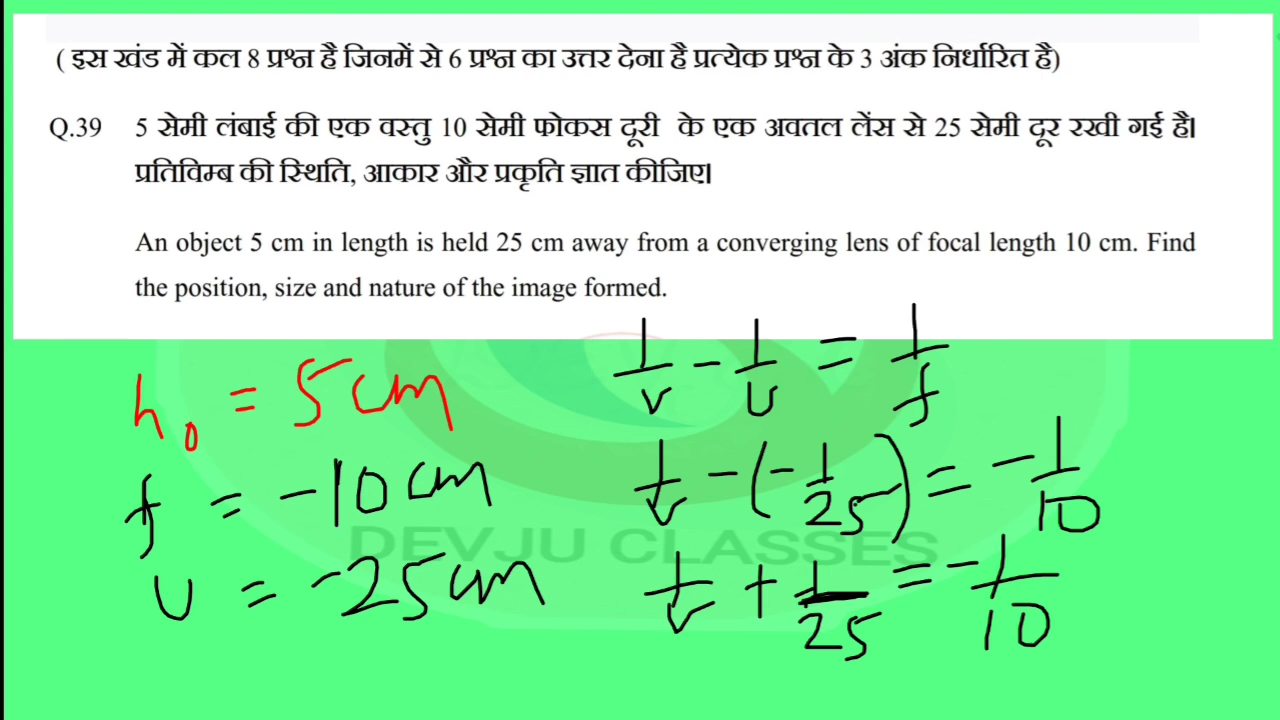 ( इस खंड में कल 8 प्रश्न है जिनमें से 6 प्रश्न का उत्तर देना है प्रत्येक प्रश्न के 3 अंक निर्धारित है)
Q.39 5 सेमी लंबाई की एक वस्तु 10 सेमी फोकस दूरी के एक अवतल लेंस से 25 सेमी दूर रखी गई है।
प्रतिविम्ब की स्थिति, आकार और प्रकृति ज्ञात कीजिए।
An object 5 cm in length is held 25 cm away from a converging lens of focal length 10 cm. Find
the position, size and nature of the image formed.
h₀ = 5 cm
f = -10 cm
u = -25 cm
1/v - 1/u = 1/f
1/v - (-1/25) = -1/10
1/v + 1/25 = -1/10
DEVJU CLASSES